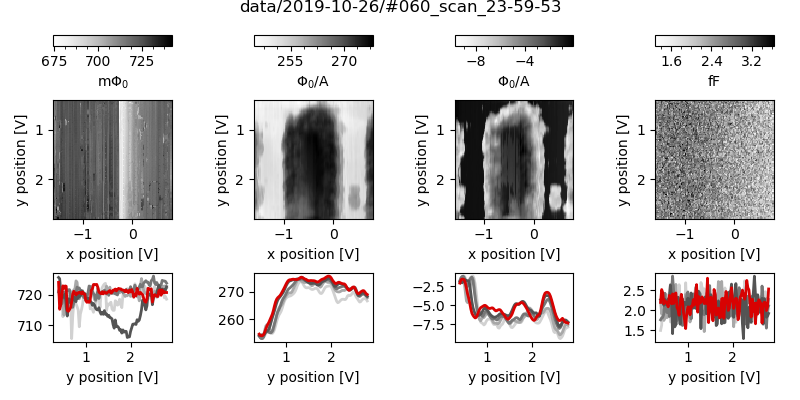 data/2019-10-26/#060_scan_23-59-53
675 700 725
mΦ₀
255 270
Φ₀/A
−8 −4
Φ₀/A
1.6 2.4 3.2
fF
y position [V]
1
2
−1 0
x position [V]
y position [V]
1
2
−1 0
x position [V]
y position [V]
1
2
−1 0
x position [V]
y position [V]
1
2
−1 0
x position [V]
720
710
1 2
y position [V]
270
260
1 2
y position [V]
−2.5
−5.0
−7.5
1 2
y position [V]
2.5
2.0
1.5
1 2
y position [V]